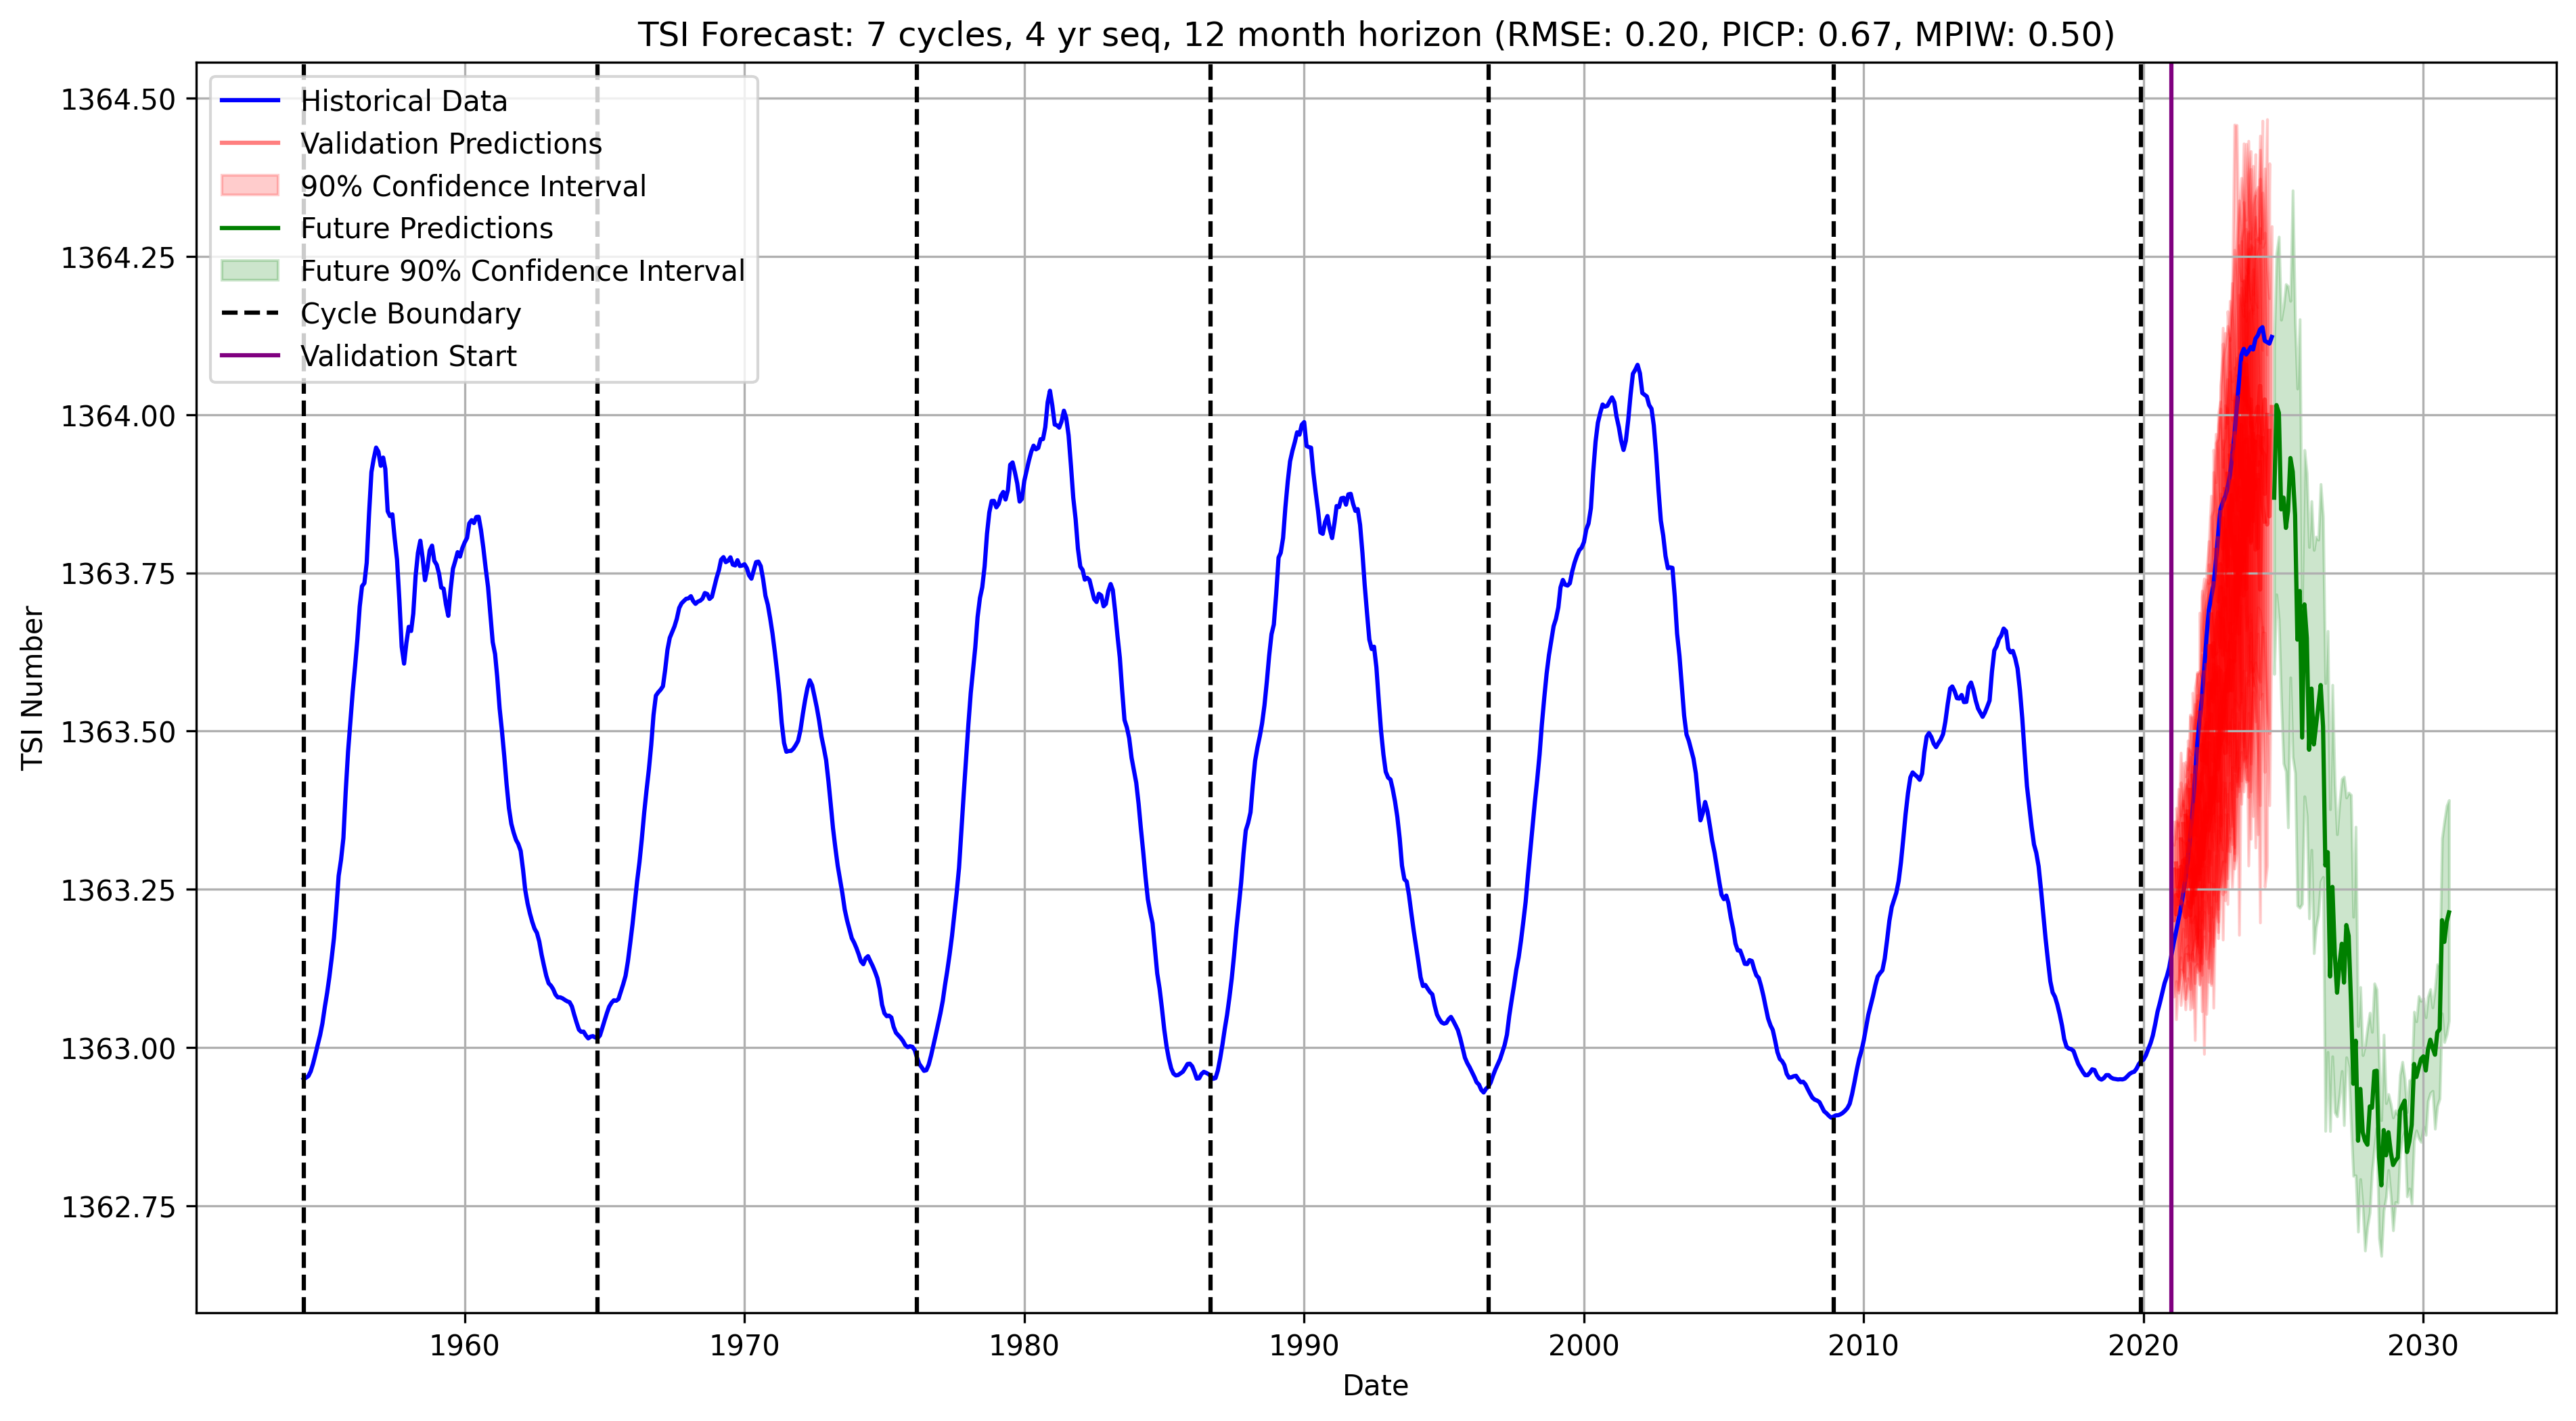 TSI Forecast: 7 cycles, 4 yr seq, 12 month horizon (RMSE: 0.20, PICP: 0.67, MPIW: 0.50)
Historical Data
Validation Predictions
90% Confidence Interval
Future Predictions
Future 90% Confidence Interval
Cycle Boundary
Validation Start
TSI Number
1364.50
1364.25
1364.00
1363.75
1363.50
1363.25
1363.00
1362.75
1960 1970 1980 1990 2000 2010 2020 2030
Date